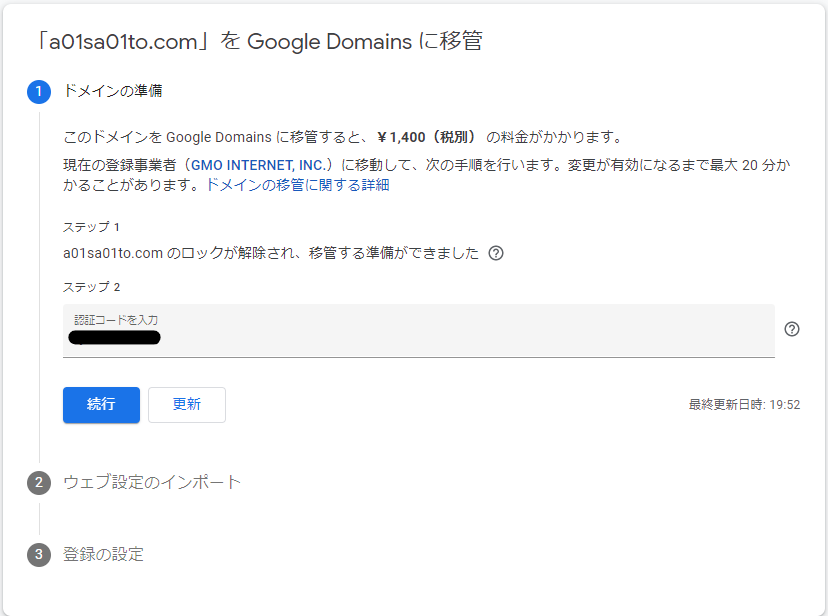 「a01sa01to.com」を Google Domains に移管
1 ドメインの準備
このドメインを Google Domains に移管すると、￥1,400（税別） の料金がかかります。
現在の登録事業者（GMO INTERNET, INC.）に移動して、次の手順を行います。変更が有効になるまで最大 20 分か
かることがあります。ドメインの移管に関する詳細
ステップ 1
a01sa01to.com のロックが解除され、移管する準備ができました ?
ステップ 2
認証コードを入力
?
続行 更新 最終更新日時: 19:52
2 ウェブ設定のインポート
3 登録の設定